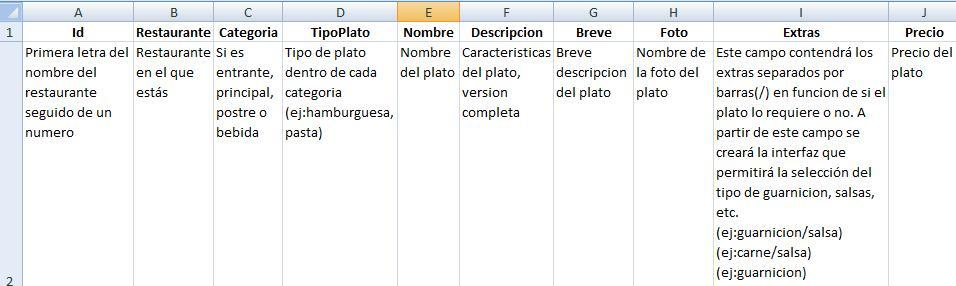 A B C D E F G H I J
1 Id Restaurante Categoria TipoPlato Nombre Descripcion Breve Foto Extras Precio
Primera letra del
nombre del
restaurante
seguido de un
numero
Restaurante
en el que
estás
Si es
entrante,
principal,
postre o
bebida
Tipo de plato
dentro de cada
categoria
(ej:hamburguesa,
pasta)
Nombre
del plato
Caracteristicas
del plato,
version
completa
Breve
descripcion
del plato
Nombre de
la foto del
plato
Este campo contendrá los
extras separados por
barras(/) en funcion de si el
plato lo requiere o no. A
partir de este campo se
creará la interfaz que
permitirá la selección del
tipo de guarnicion, salsas,
etc.
(ej:guarnicion/salsa)
(ej:carne/salsa)
(ej:guarnicion)
Precio del
plato
2